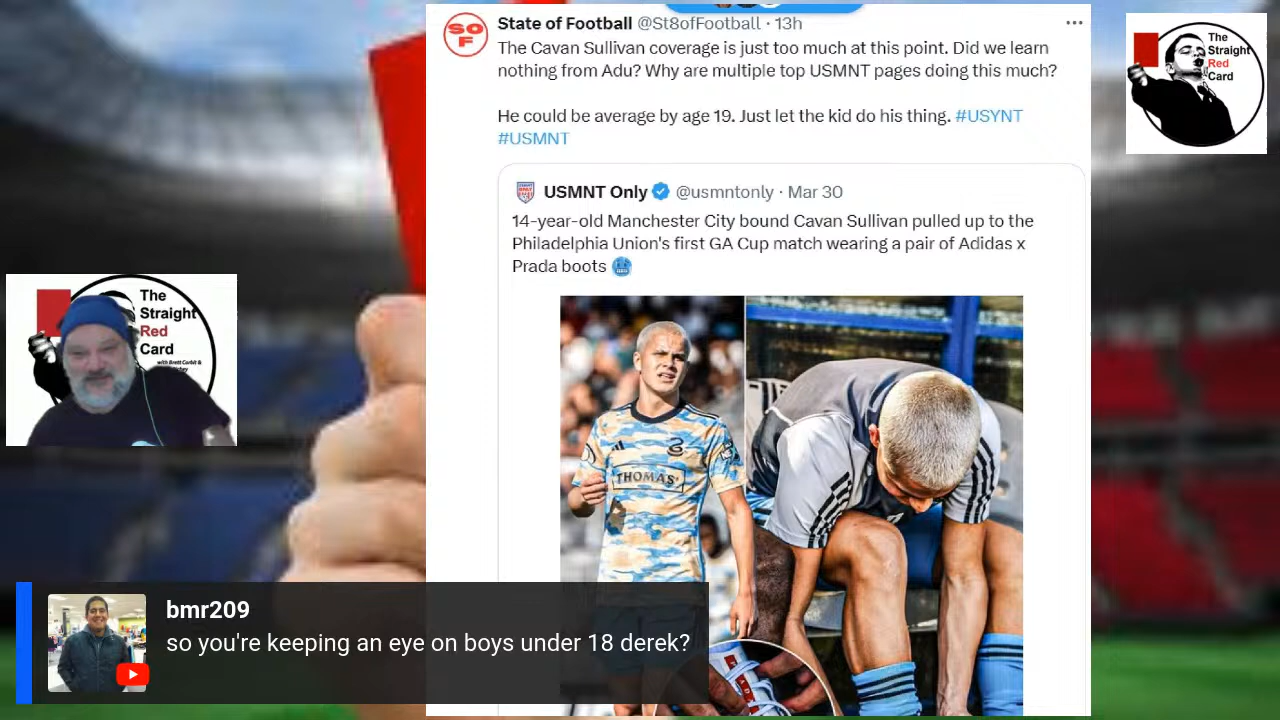 State of Football @St8ofFootball · 13h
The Cavan Sullivan coverage is just too much at this point. Did we learn
nothing from Adu? Why are multiple top USMNT pages doing this much?
He could be average by age 19. Just let the kid do his thing. #USYNT
#USMNT
SO
F
USMNT Only @usmntonly · Mar 30
14-year-old Manchester City bound Cavan Sullivan pulled up to the
Philadelphia Union's first GA Cup match wearing a pair of Adidas x
Prada boots
THOMAS'
The
Straight
Red
Card
The
Straight
Red
Card
with Brett Corbit &
bmr209
so you're keeping an eye on boys under 18 derek?